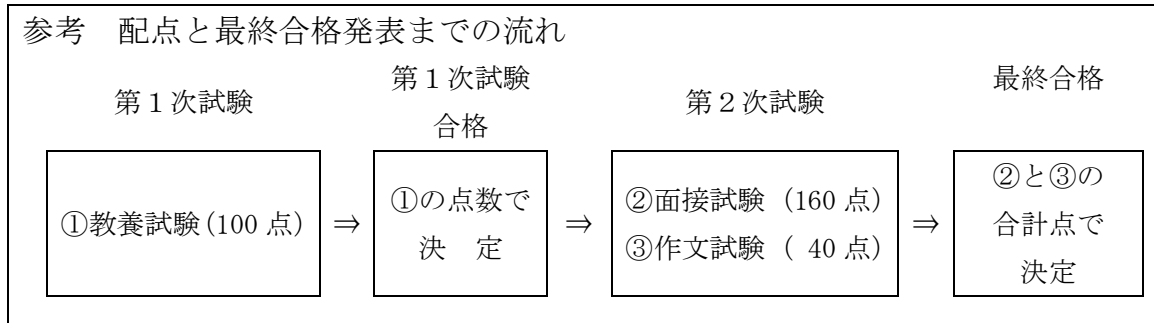 参考　配点と最終合格発表までの流れ
第１次試験
第１次試験
合格
第２次試験
最終合格
①教養試験(100 点)
⇒
①の点数で
決　定
⇒
②面接試験 (160 点)
③作文試験 ( 40 点)
⇒
②と③の
合計点で
決定